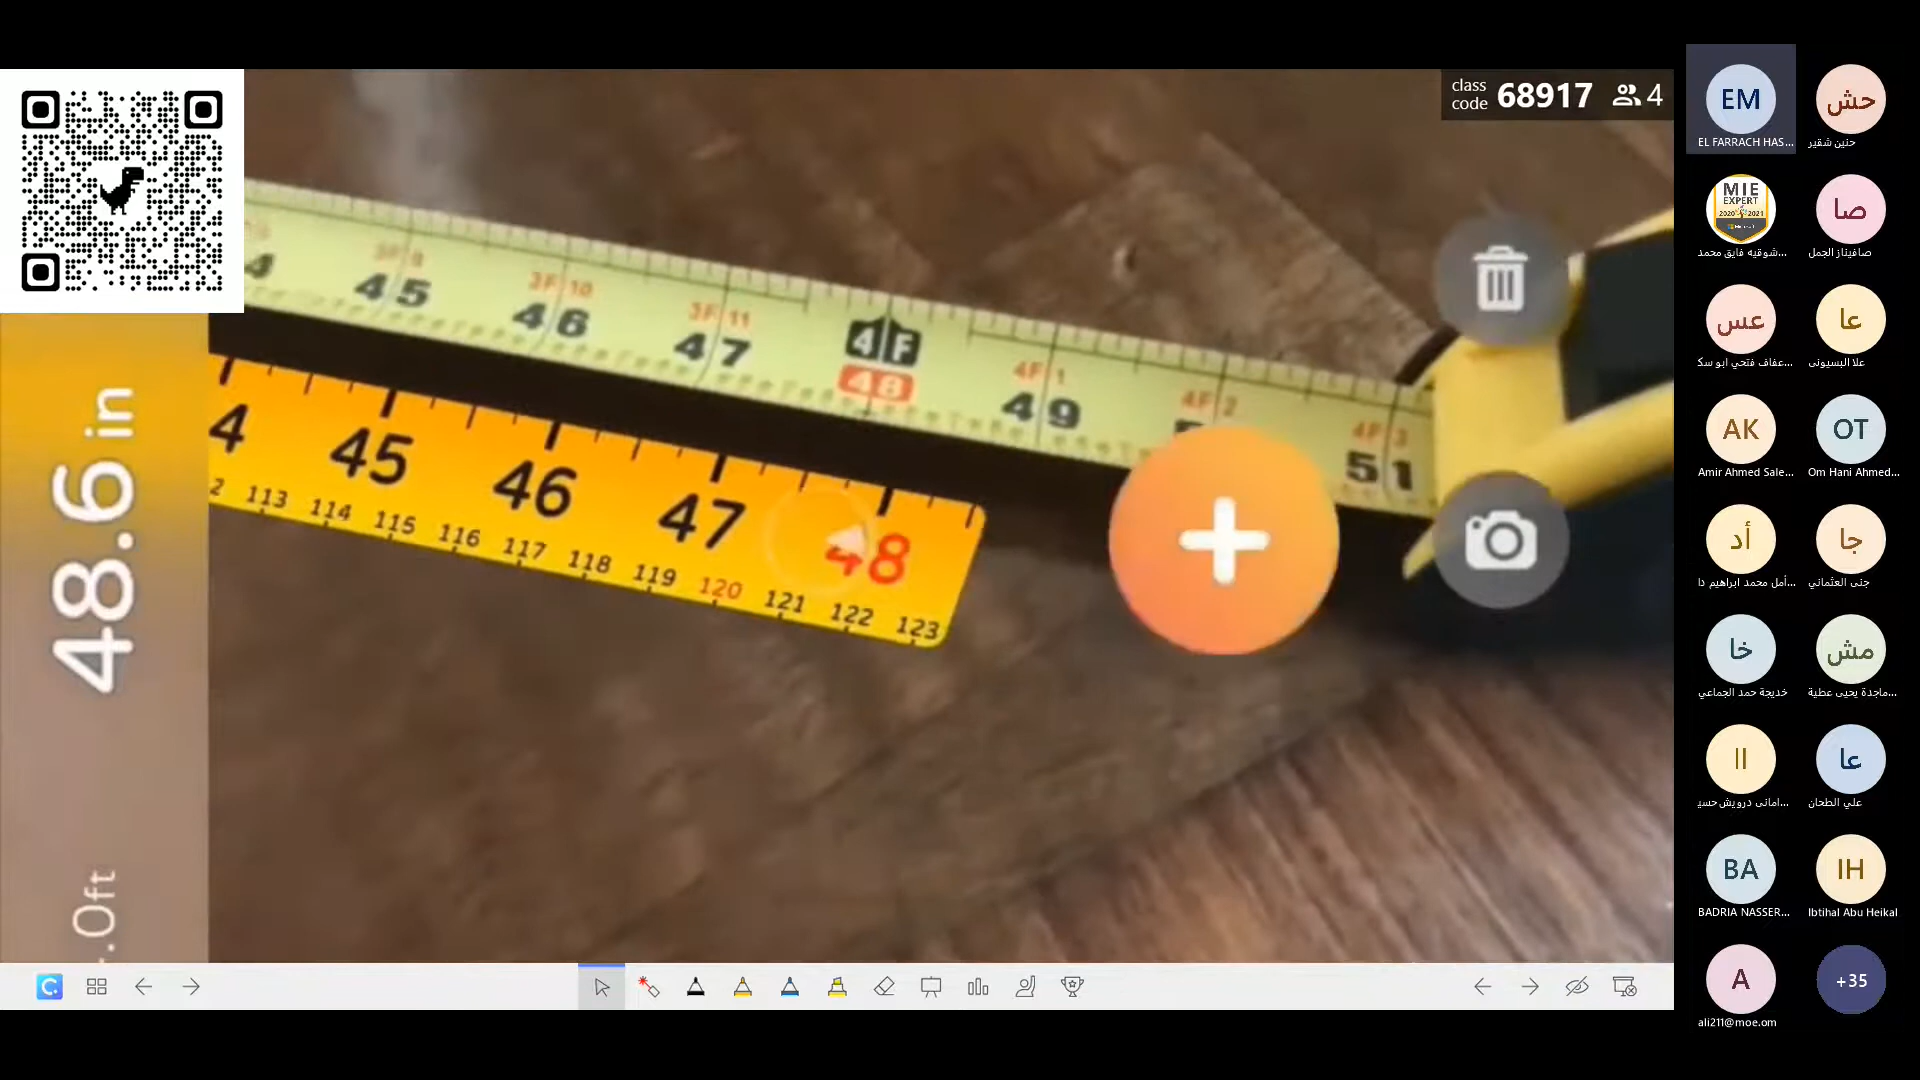 class
code 68917 4
EM
EL FARRACH HAS...
حش
حنين شقير
MIE
EXPERT
2020 2021
Microsoft
شوقيه فايق محمد...
صا
صافيناز الجمل
عس
عفاف فتحي ابو سك...
عا
علا البسيونى
AK
Amir Ahmed Sale...
OT
Om Hani Ahmed...
أد
أمل محمد ابراهيم دا...
جا
جنى العثماني
خا
خديجة حمد الجماعي
مش
ماجدة يحيى عطية...
اا
امانى درويش حسي...
عا
علي الطحان
BA
BADRIA NASSER...
IH
Ibtihal Abu Heikal
A
ali211@moe.om
+35
48.6 in
.0ft
4 45 46 47 4F 48 49 51
3F 9 3F 10 3F 11 4F 1 4F 2 4F 3
4 45 46 47 48
2 113 114 115 116 117 118 119 120 121 122 123
C